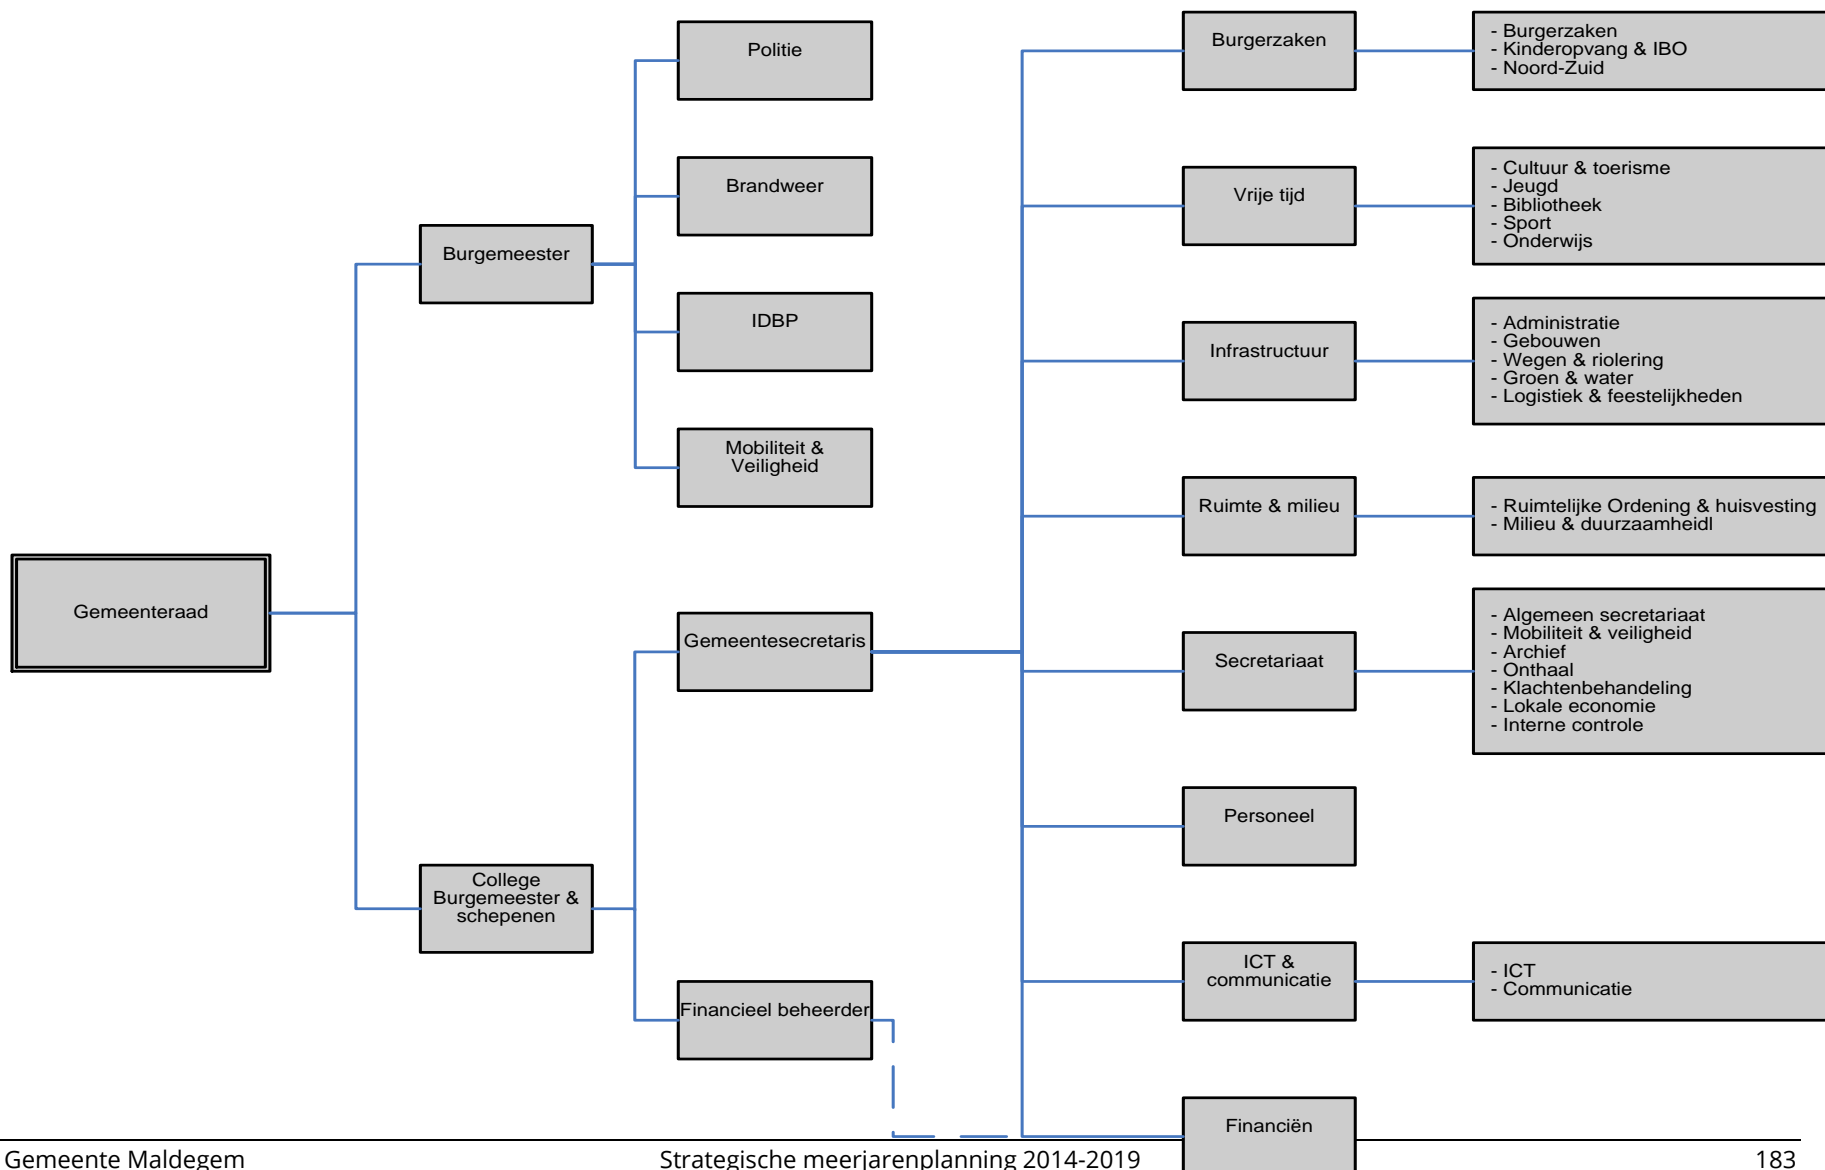 Gemeenteraad
Burgemeester
College
Burgemeester &
schepenen
Politie
Brandweer
IDBP
Mobiliteit &
Veiligheid
Gemeentesecretaris
Financieel beheerder
Burgerzaken
- Burgerzaken
- Kinderopvang & IBO
- Noord-Zuid
Vrije tijd
- Cultuur & toerisme
- Jeugd
- Bibliotheek
- Sport
- Onderwijs
Infrastructuur
- Administratie
- Gebouwen
- Wegen & riolering
- Groen & water
- Logistiek & feestelijkheden
Ruimte & milieu
- Ruimtelijke Ordening & huisvesting
- Milieu & duurzaamheidl
Secretariaat
- Algemeen secretariaat
- Mobiliteit & veiligheid
- Archief
- Onthaal
- Klachtenbehandeling
- Lokale economie
- Interne controle
Personeel
ICT &
communicatie
- ICT
- Communicatie
Financiën
Gemeente Maldegem
Strategische meerjarenplanning 2014-2019
183